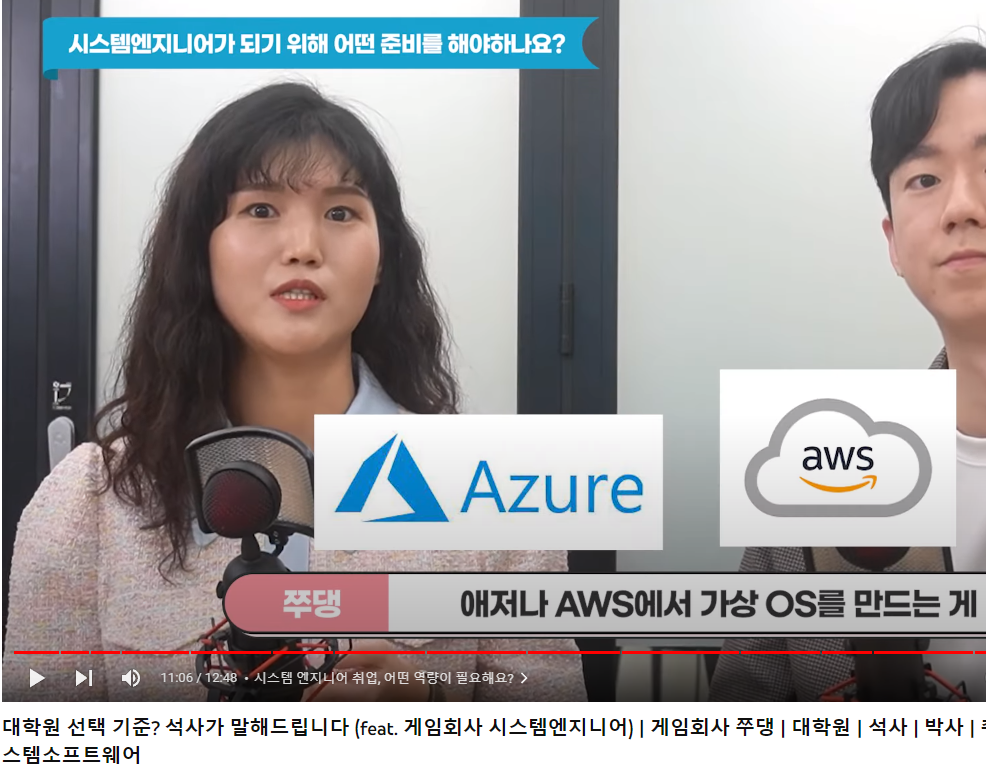 시스템엔지니어가 되기 위해 어떤 준비를 해야하나요?
Azure
aws
쭈댕
애저나 AWS에서 가상 OS를 만드는 게
11:06 / 12:48 • 시스템 엔지니어 취업, 어떤 역량이 필요해요? >
대학원 선택 기준? 석사가 말해드립니다 (feat. 게임회사 시스템엔지니어) | 게임회사 쭈댕 | 대학원 | 석사 | 박사 |
스템소프트웨어